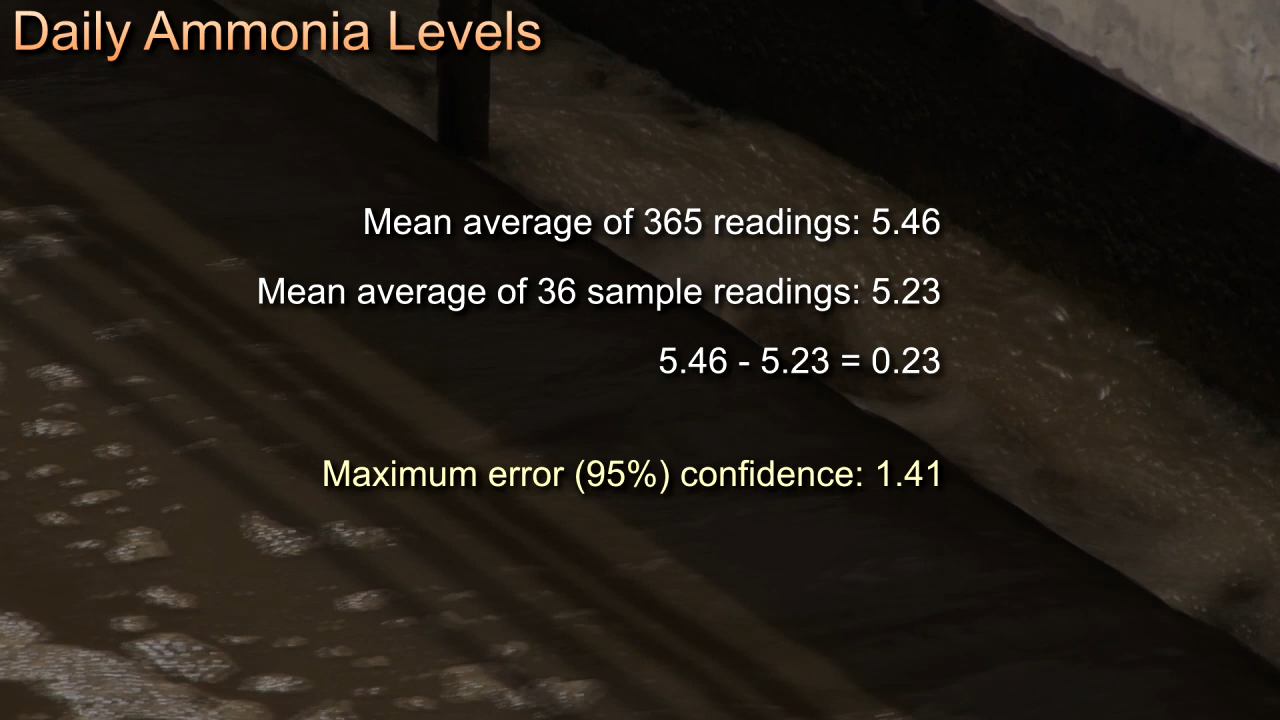 Daily Ammonia Levels
Mean average of 365 readings: 5.46
Mean average of 36 sample readings: 5.23
5.46 - 5.23 = 0.23
Maximum error (95%) confidence: 1.41